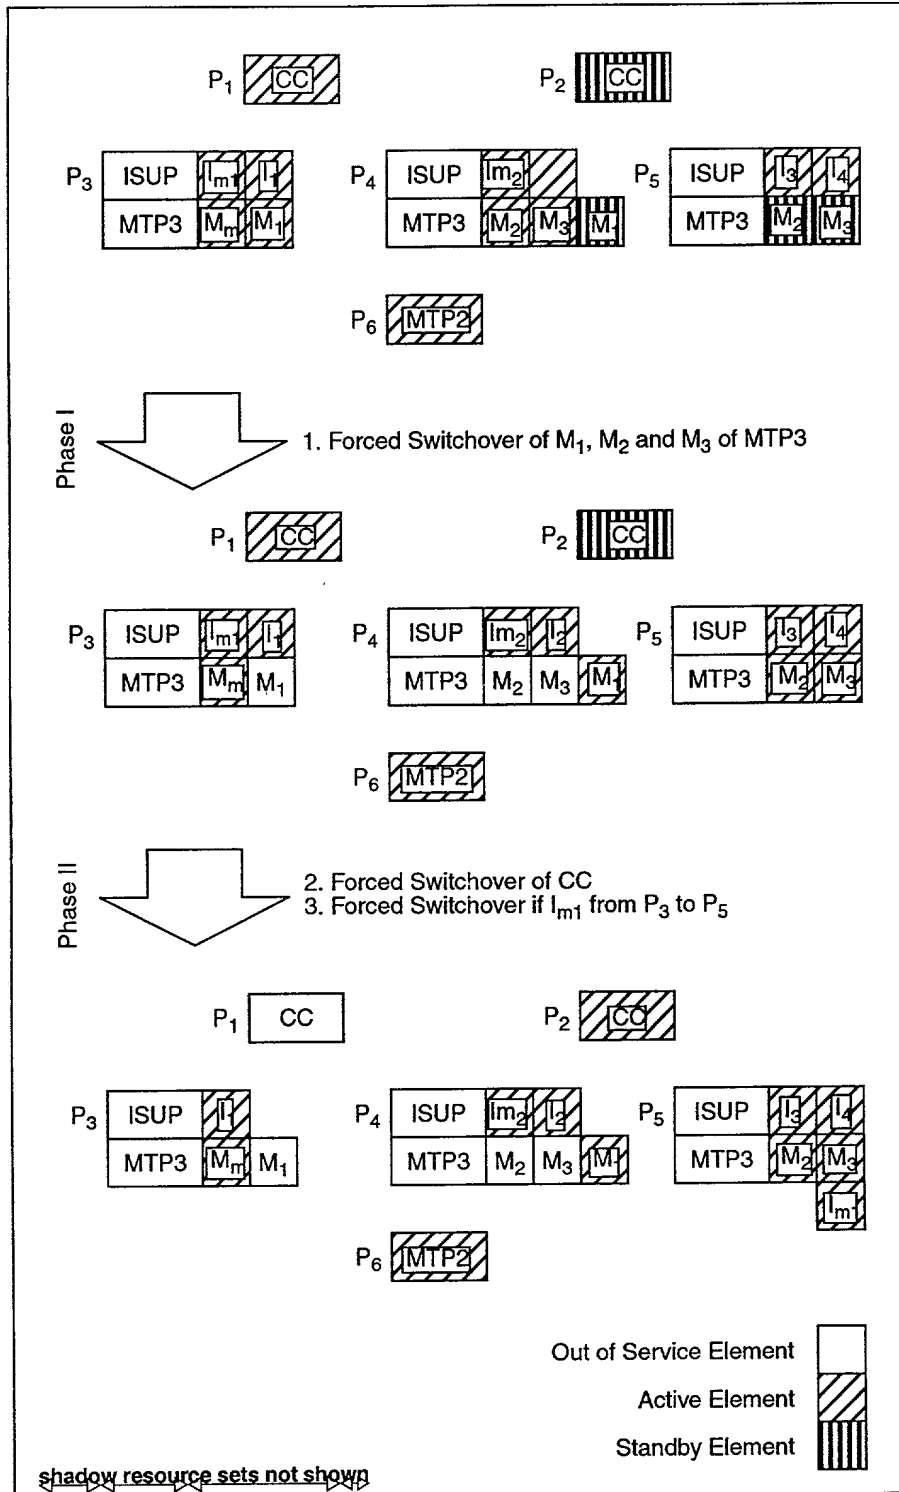 P1 CC P2 CC
P3 ISUP Im1 I1 P4 ISUP Im2 P5 ISUP I3 I4
MTP3 Mm M1 MTP3 M2 M3 M1 MTP3 M2 M3
P6 MTP2
Phase I
1. Forced Switchover of M1, M2 and M3 of MTP3
P1 CC P2 CC
P3 ISUP Im1 I1 P4 ISUP Im2 I2 P5 ISUP I3 I4
MTP3 Mm M1 MTP3 M2 M3 M1 MTP3 M2 M3
P6 MTP2
Phase II
2. Forced Switchover of CC
3. Forced Switchover if Im1 from P3 to P5
P1 CC P2 CC
P3 ISUP I1 P4 ISUP Im2 I2 P5 ISUP I3 I4
MTP3 Mm M1 MTP3 M2 M3 M1 MTP3 M2 M3
Im1
P6 MTP2
Out of Service Element
Active Element
Standby Element
shadow resource sets not shown